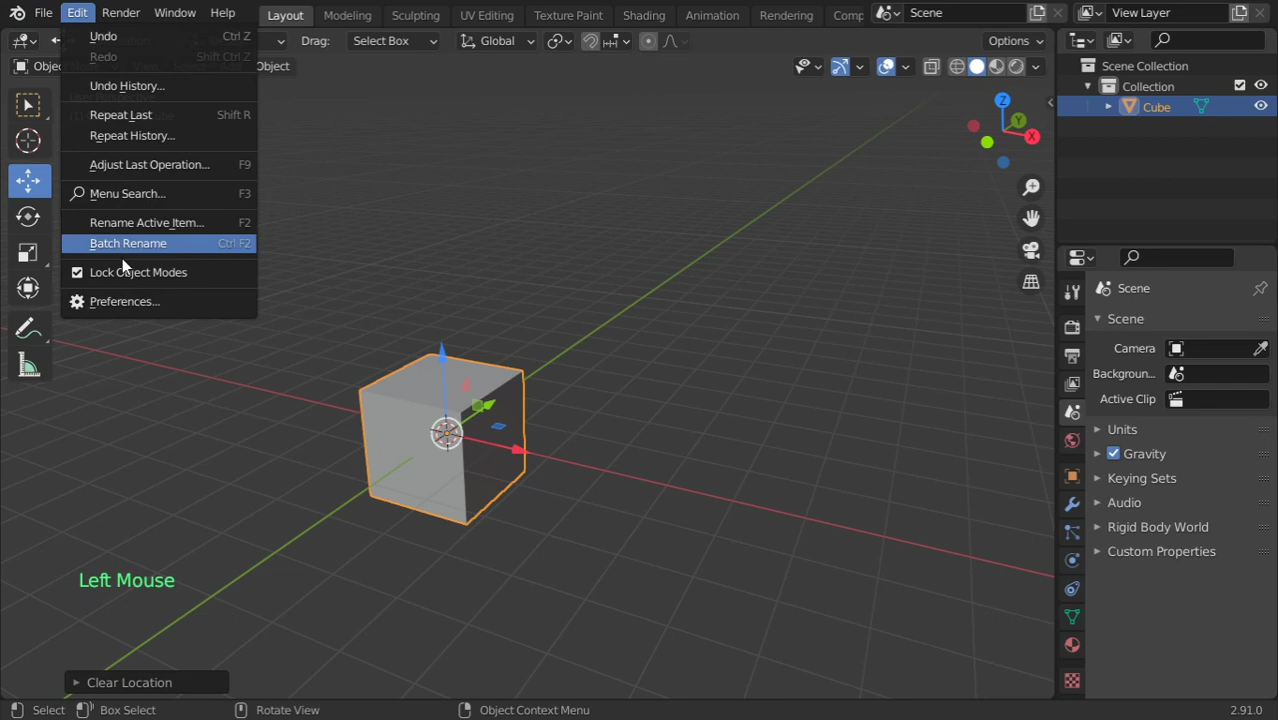 File Edit Render Window Help Layout Modeling Sculpting UV Editing Texture Paint Shading Animation Rendering Comp Scene View Layer
Drag: Select Box Global Options
Object
Undo Ctrl Z
Redo Shift Ctrl Z
Undo History...
Repeat Last Shift R
Repeat History...
Adjust Last Operation... F9
Menu Search... F3
Rename Active Item... F2
Batch Rename Ctrl F2
Lock Object Modes
Preferences...
Z
Y
X
Scene Collection
Collection
Cube
Scene
Scene
Camera
Backgroun...
Active Clip
Units
Gravity
Keying Sets
Audio
Rigid Body World
Custom Properties
Left Mouse
Clear Location
Select Box Select Rotate View Object Context Menu 2.91.0